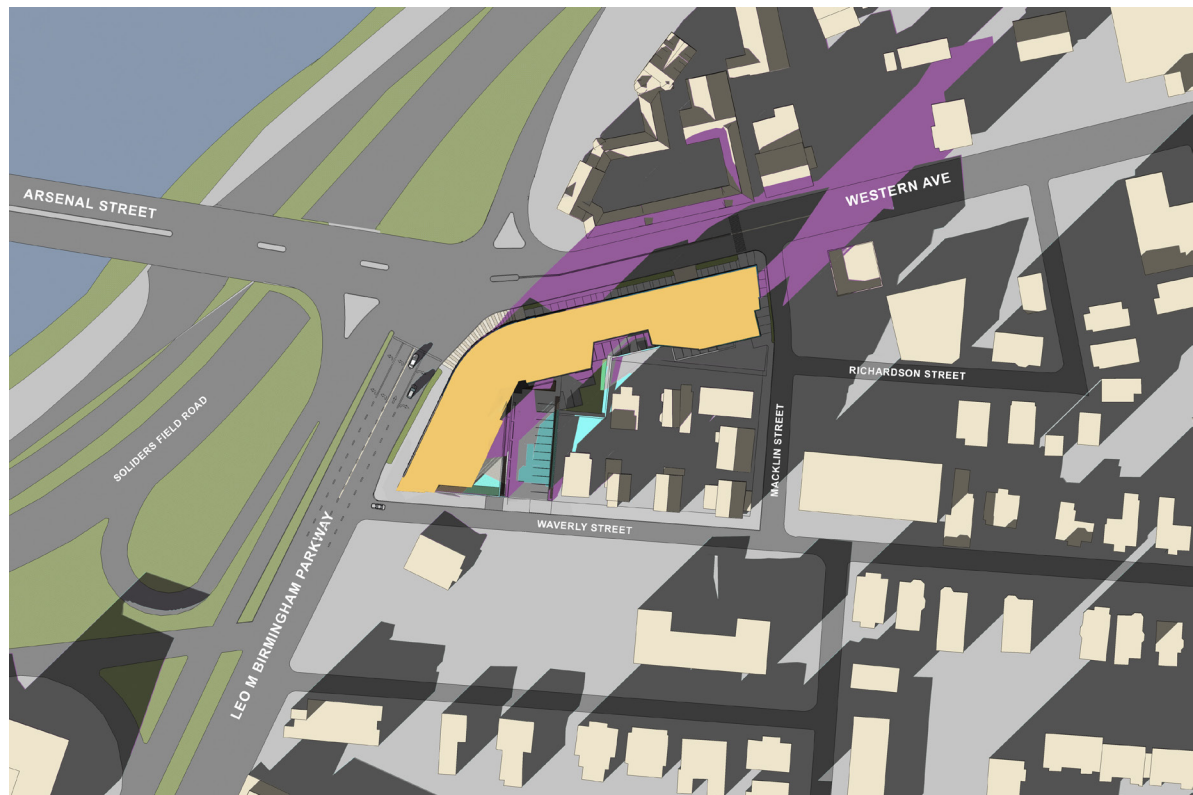 ARSENAL STREET
WESTERN AVE
RICHARDSON STREET
SOLIDERS FIELD ROAD
MACKLIN STREET
WAVERLY STREET
LEO M BIRMINGHAM PARKWAY